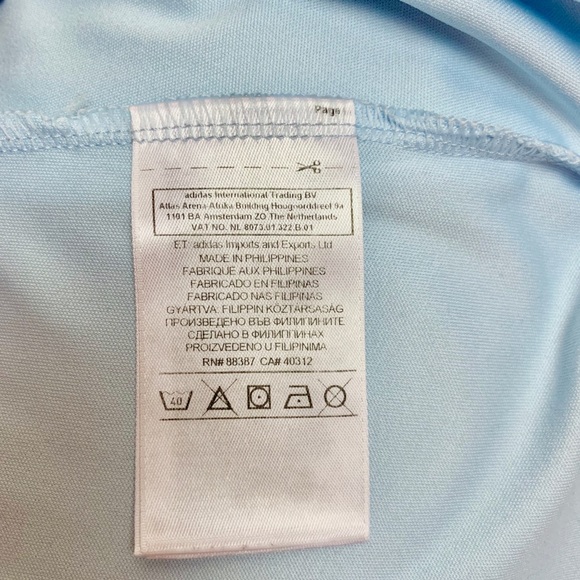 Page
adidas International Trading BV
Atlas Arena Afrika Building Hoogoorddreef 9a
1101 BA Amsterdam ZO The Netherlands
VAT NO. NL 8073.01.322.B.01
E.T. adidas Imports and Exports Ltd
MADE IN PHILIPPINES
FABRIQUÉ AUX PHILIPPINES
FABRICADO EN FILIPINAS
FABRICADO NAS FILIPINAS
GYÁRTVA: FILIPPIN KÖZTÁRSASÁG
ПРОИЗВЕДЕНО ВЪВ ФИЛИПИНИТЕ
СДЕЛАНО В ФИЛИППИНАХ
PROIZVEDENO U FILIPINIMA
RN# 88387 CA# 40312
40